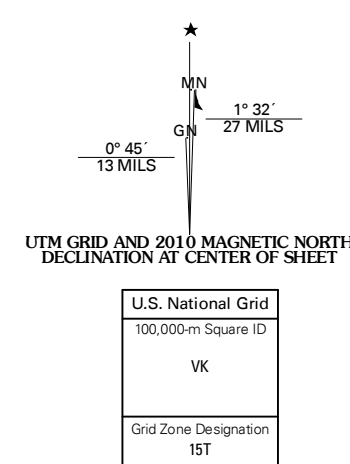 MN
1° 32´
27 MILS
GN
0° 45´
13 MILS
UTM GRID AND 2010 MAGNETIC NORTH
DECLINATION AT CENTER OF SHEET
U.S. National Grid
100,000-m Square ID
VK
Grid Zone Designation
15T